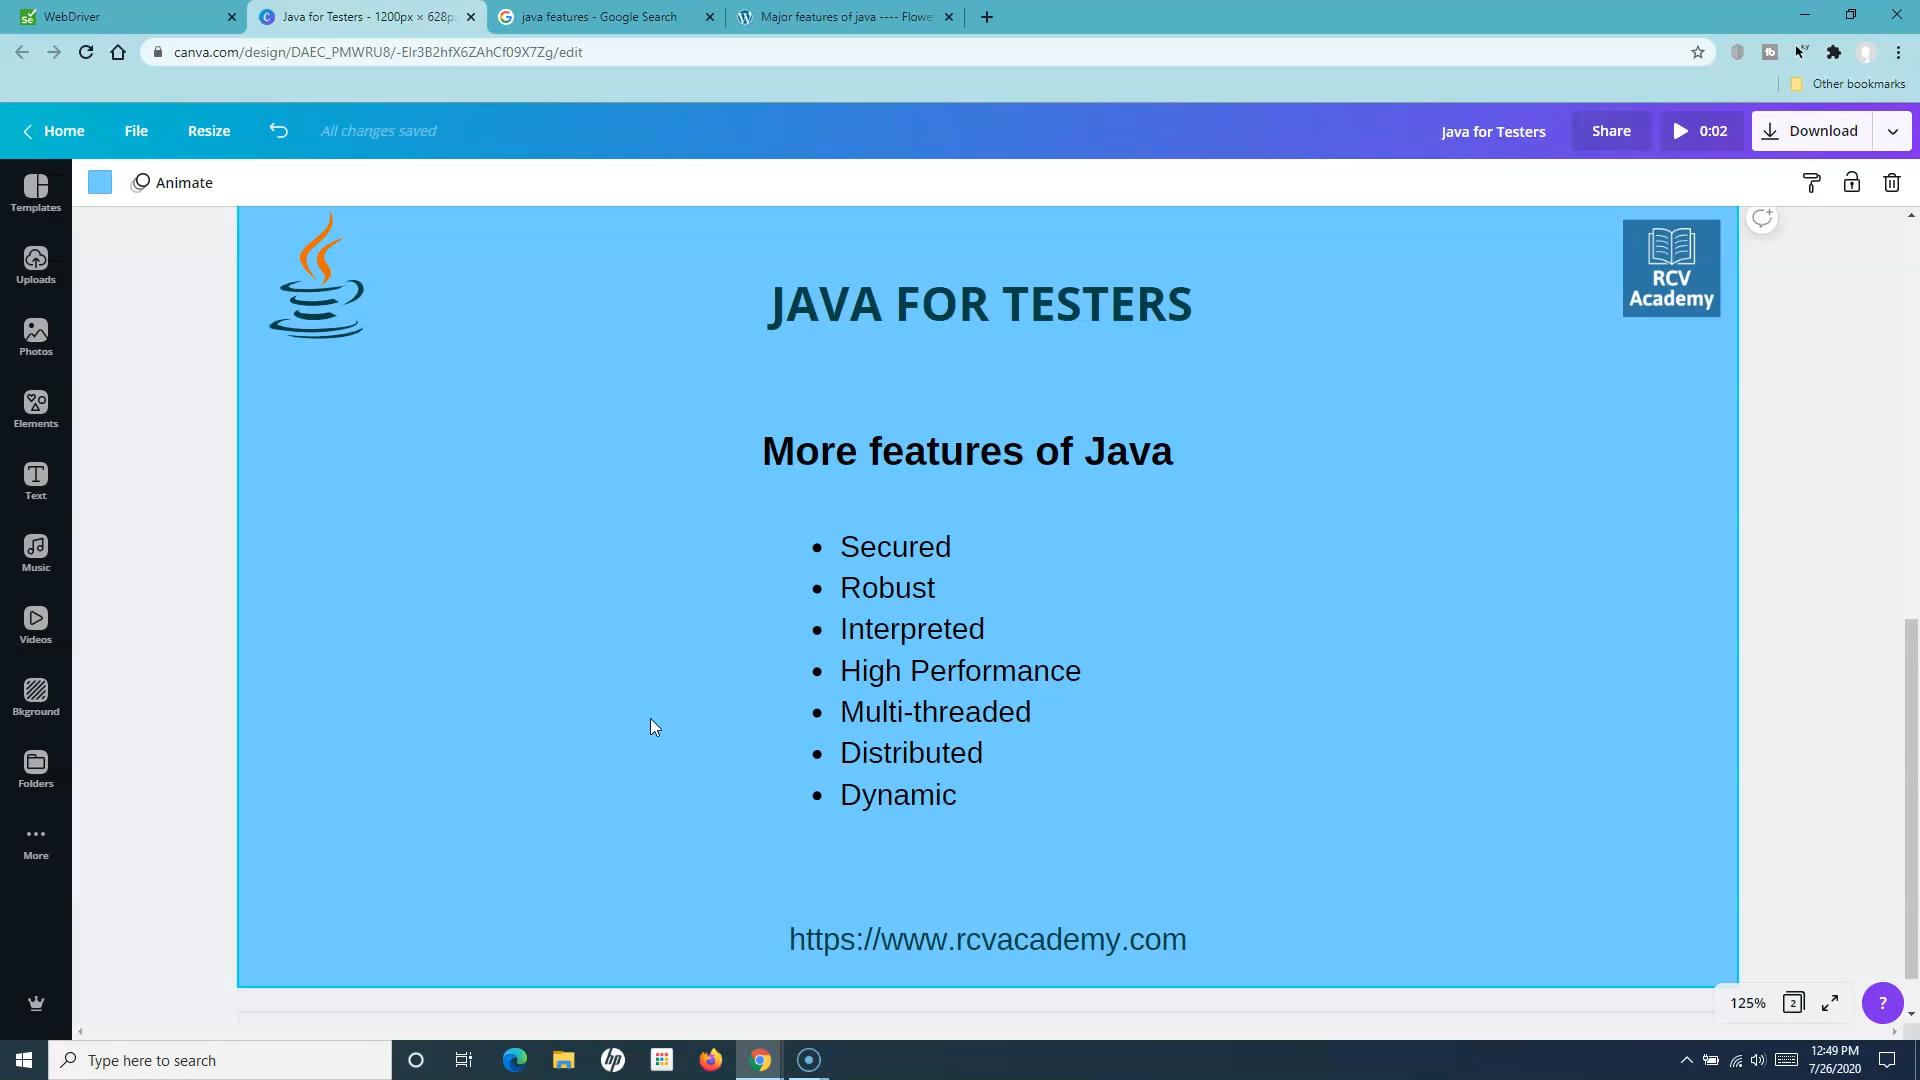 WebDriver
Java for Testers - 1200px × 628p
java features - Google Search
Major features of java ---- Flowe
canva.com/design/DAEC_PMWRU8/-Elr3B2hfX6ZAhCf09X7Zg/edit
Other bookmarks
Home
File
Resize
All changes saved
Java for Testers
Share
0:02
Download
Animate
Templates
Uploads
Photos
Elements
Text
Music
Videos
Bkground
Folders
More
RCV
Academy
JAVA FOR TESTERS
More features of Java
• Secured
• Robust
• Interpreted
• High Performance
• Multi-threaded
• Distributed
• Dynamic
https://www.rcvacademy.com
125%
2
?
Type here to search
hp
12:49 PM
7/26/2020